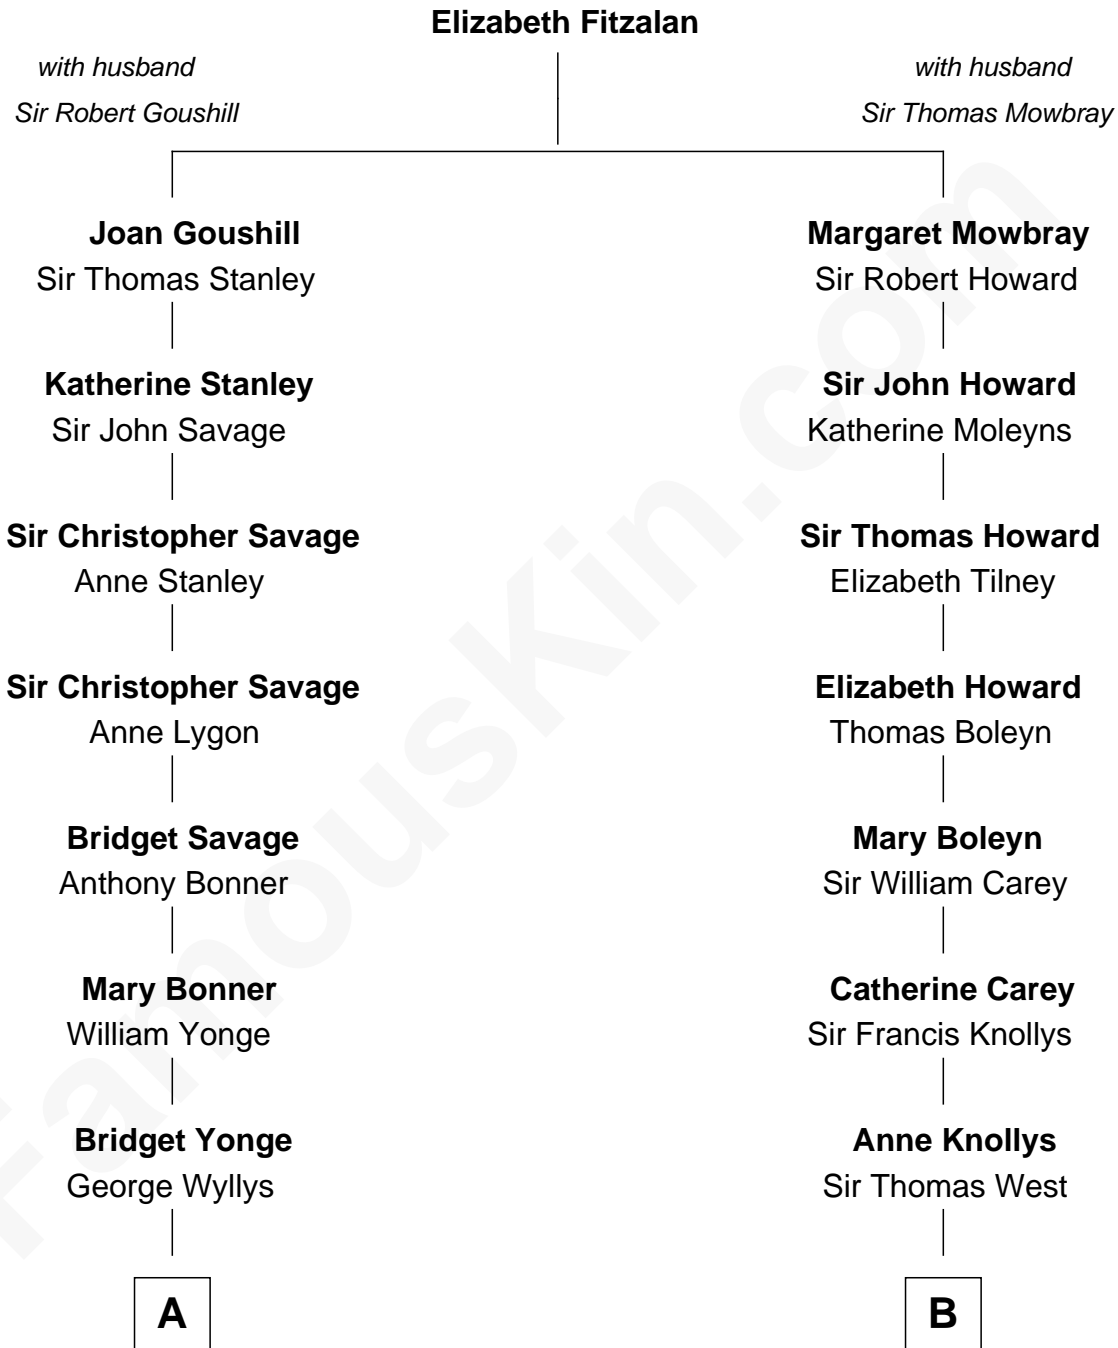 Elizabeth Fitzalan
with husband
Sir Robert Goushill
with husband
Sir Thomas Mowbray
Joan Goushill
Sir Thomas Stanley
Margaret Mowbray
Sir Robert Howard
Katherine Stanley
Sir John Savage
Sir John Howard
Katherine Moleyns
Sir Christopher Savage
Anne Stanley
Sir Thomas Howard
Elizabeth Tilney
Sir Christopher Savage
Anne Lygon
Elizabeth Howard
Thomas Boleyn
Bridget Savage
Anthony Bonner
Mary Boleyn
Sir William Carey
Mary Bonner
William Yonge
Catherine Carey
Sir Francis Knollys
Bridget Yonge
George Wyllys
Anne Knollys
Sir Thomas West
A
B
FamousKin.com